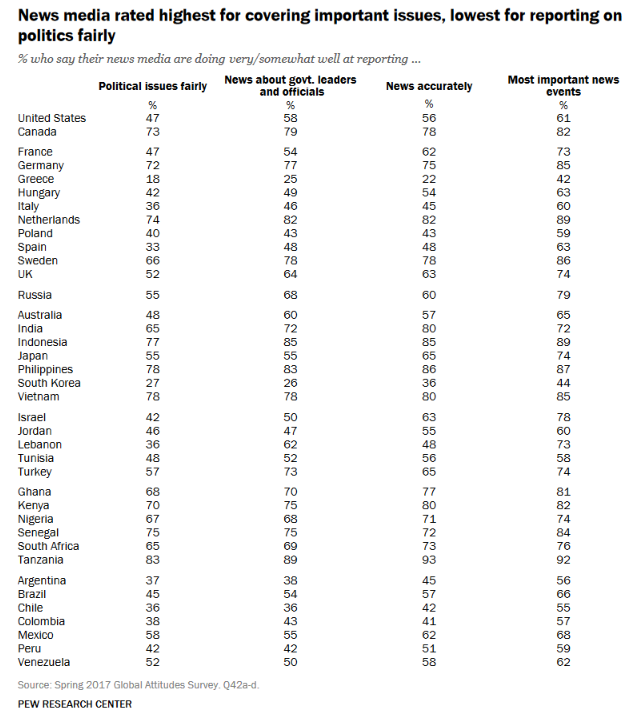 News media rated highest for covering important issues, lowest for reporting on
politics fairly
% who say their news media are doing very/somewhat well at reporting ...
Political issues fairly News about govt. leaders and officials News accurately Most important news events
% % % %
United States 47 58 56 61
Canada 73 79 78 82
France 47 54 62 73
Germany 72 77 75 85
Greece 18 25 22 42
Hungary 42 49 54 63
Italy 36 46 45 60
Netherlands 74 82 82 89
Poland 40 43 43 59
Spain 33 48 48 63
Sweden 66 78 78 86
UK 52 64 63 74
Russia 55 68 60 79
Australia 48 60 57 65
India 65 72 80 72
Indonesia 77 85 85 89
Japan 55 55 65 74
Philippines 78 83 86 87
South Korea 27 26 36 44
Vietnam 78 78 80 85
Israel 42 50 63 78
Jordan 46 47 55 60
Lebanon 36 62 48 73
Tunisia 48 52 56 58
Turkey 57 73 65 74
Ghana 68 70 77 81
Kenya 70 75 80 82
Nigeria 67 68 71 74
Senegal 75 75 72 84
South Africa 65 69 73 76
Tanzania 83 89 93 92
Argentina 37 38 45 56
Brazil 45 54 57 66
Chile 36 36 42 55
Colombia 38 43 41 57
Mexico 58 55 62 68
Peru 42 42 51 59
Venezuela 52 50 58 62
Source: Spring 2017 Global Attitudes Survey. Q42a-d.
PEW RESEARCH CENTER